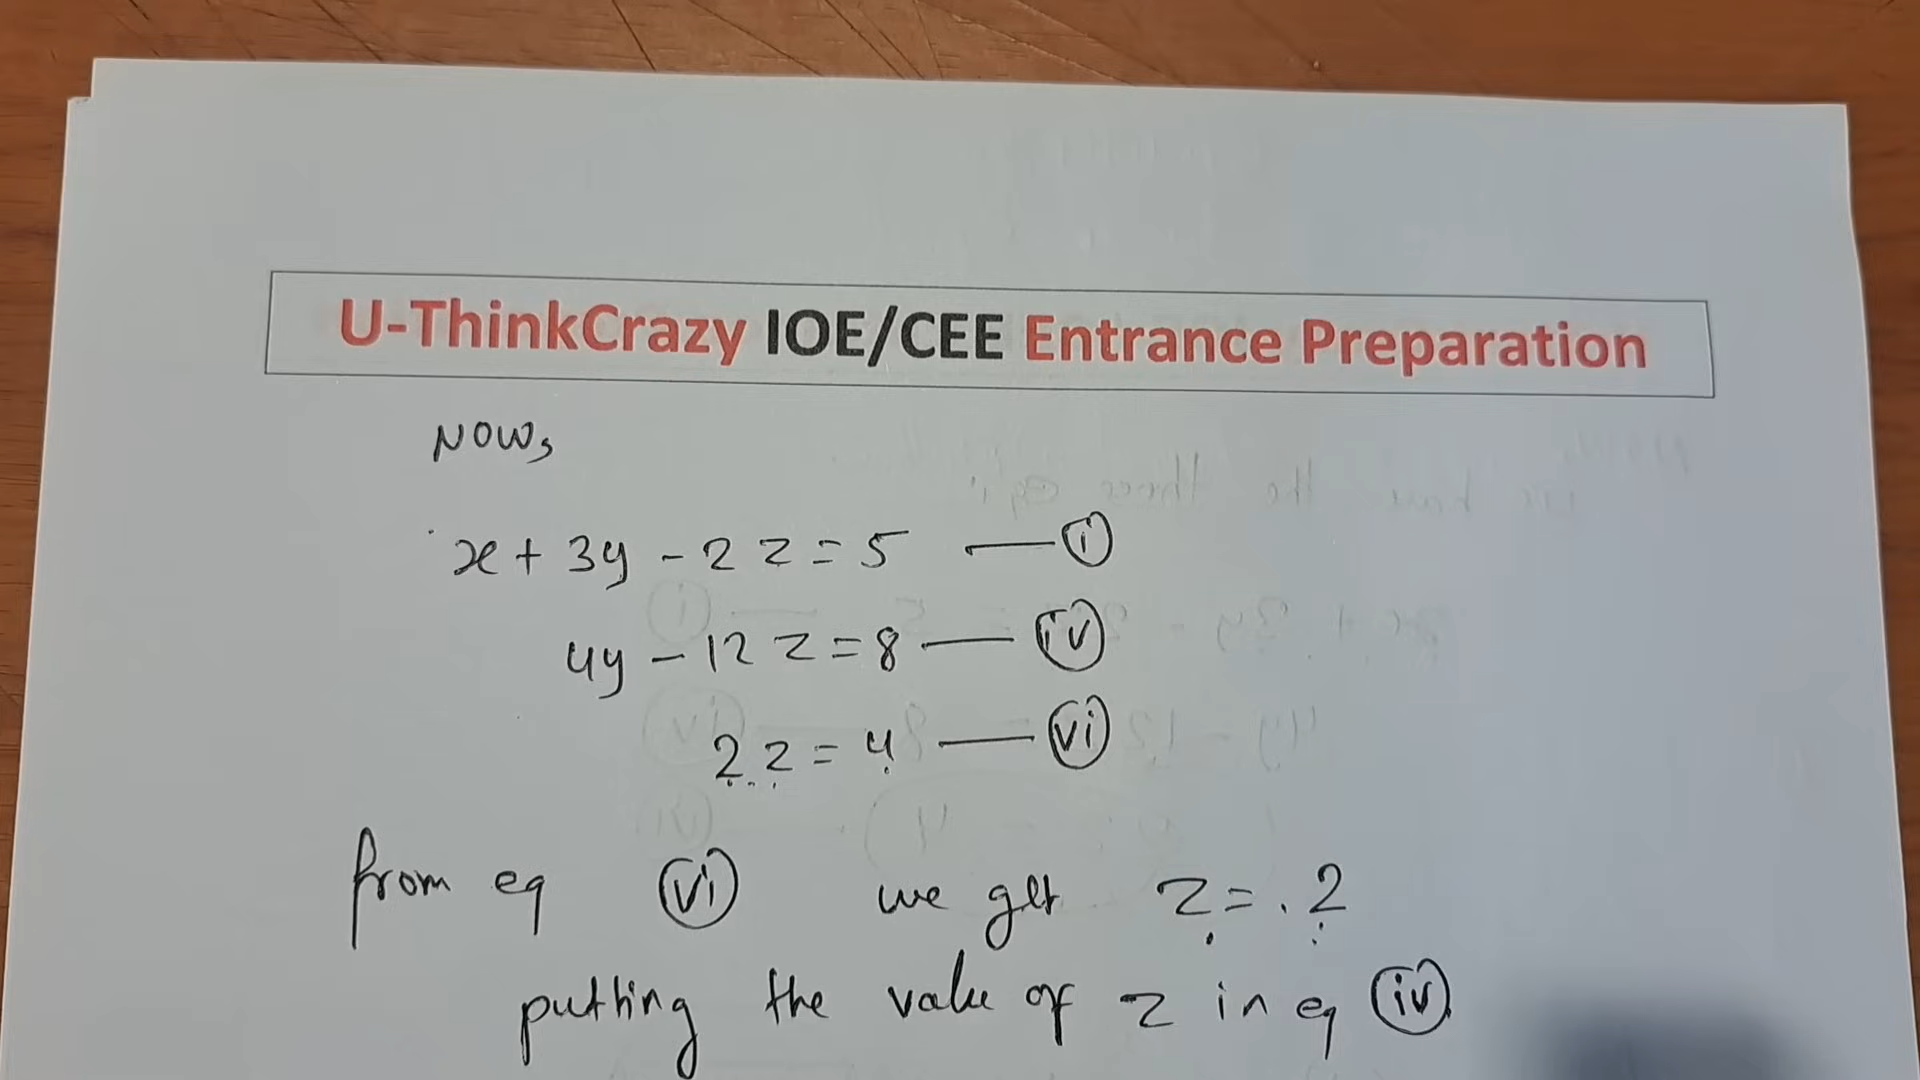 U-ThinkCrazy IOE/CEE Entrance Preparation
Now,
x + 3y - 2z = 5 — (i)
4y - 12z = 8 — (iv)
2z = 4 — (vi)
from eq (vi) we get z = 2
putting the value of z in eq (iv)